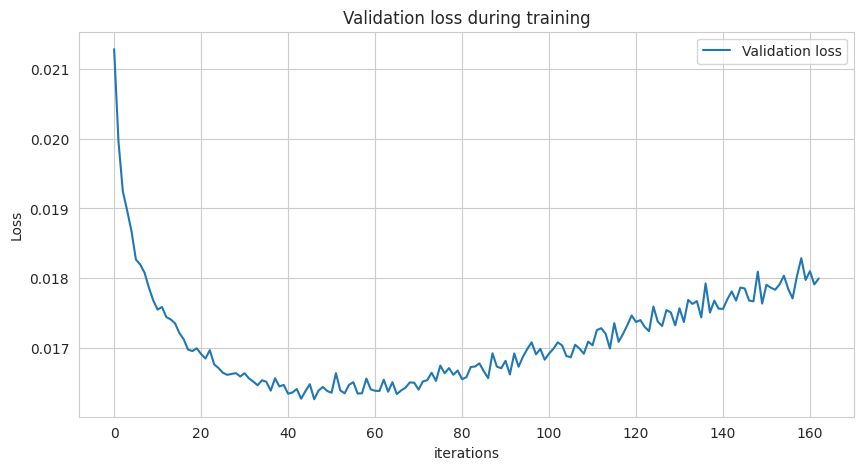 Validation loss during training
Validation loss
0.021
0.020
0.019
0.018
0.017
Loss
0 20 40 60 80 100 120 140 160
iterations